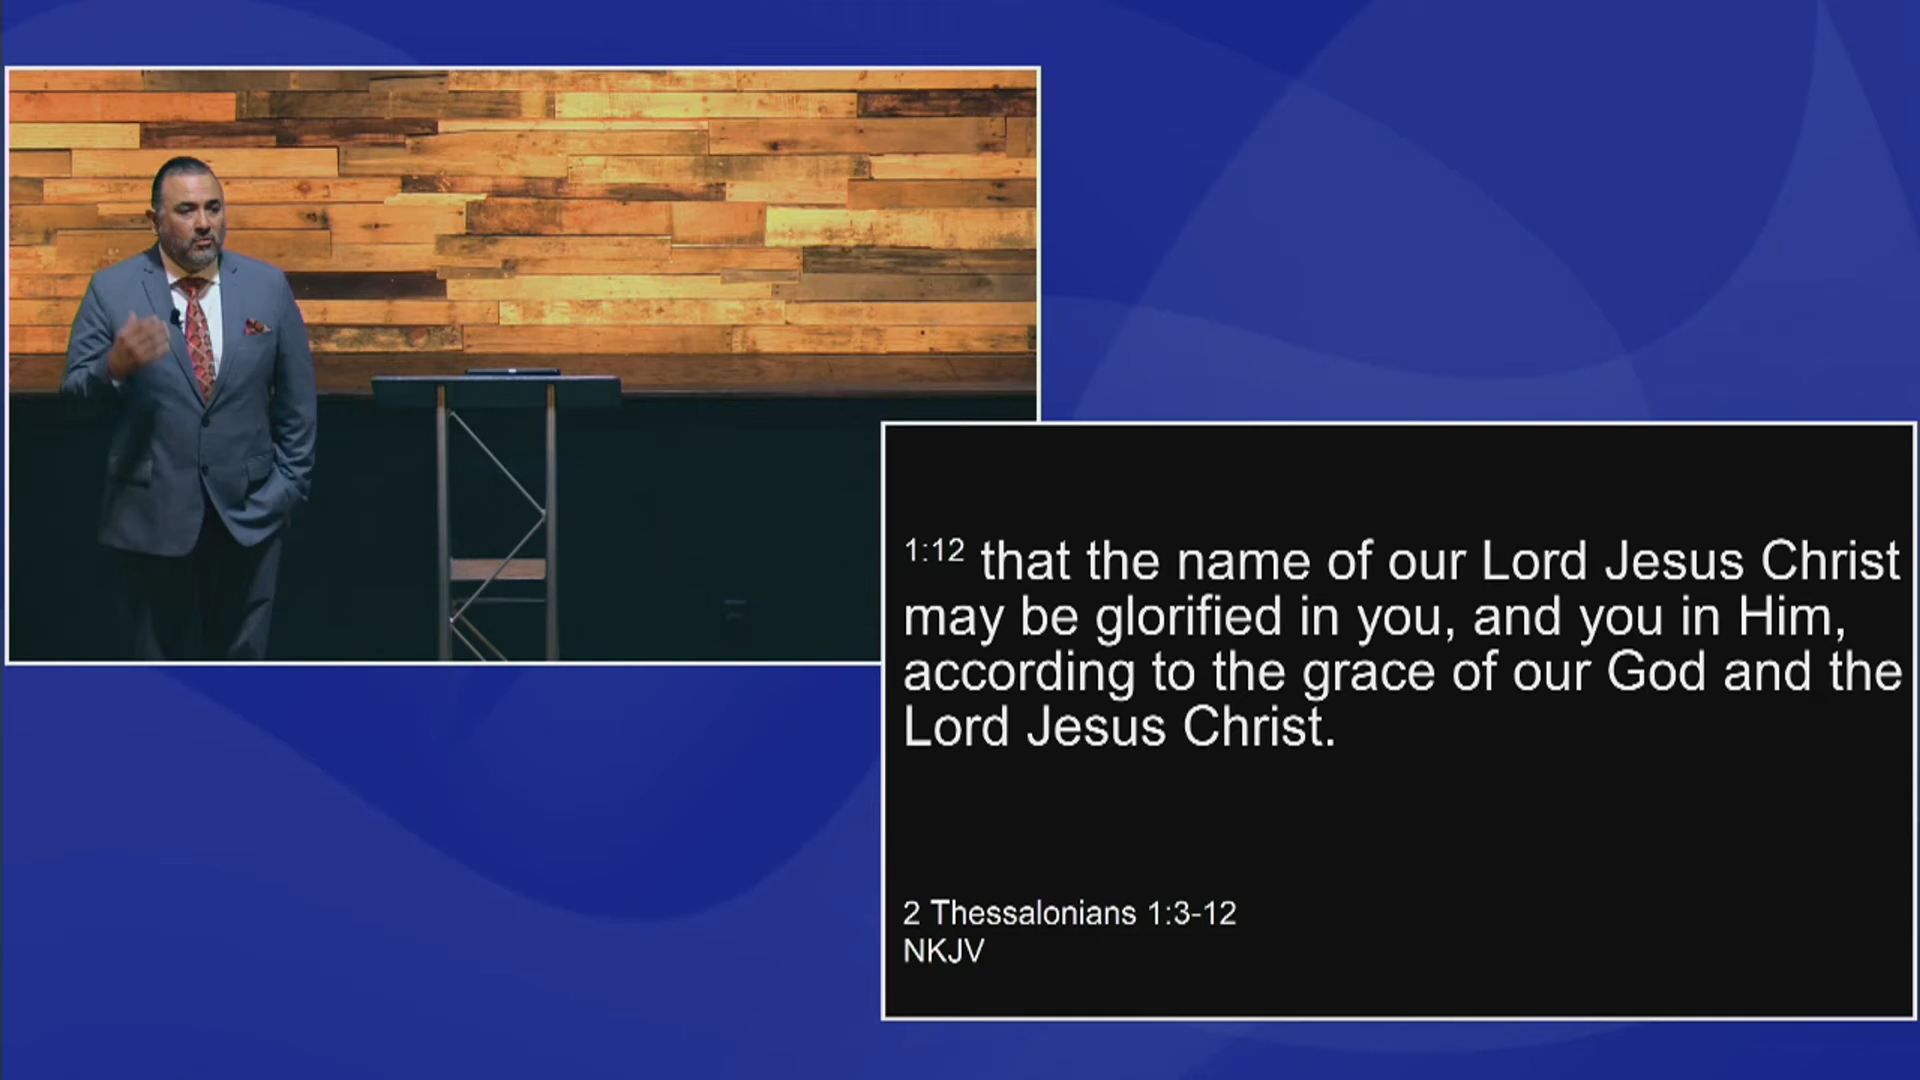 1:12 that the name of our Lord Jesus Christ
may be glorified in you, and you in Him,
according to the grace of our God and the
Lord Jesus Christ.
2 Thessalonians 1:3-12
NKJV